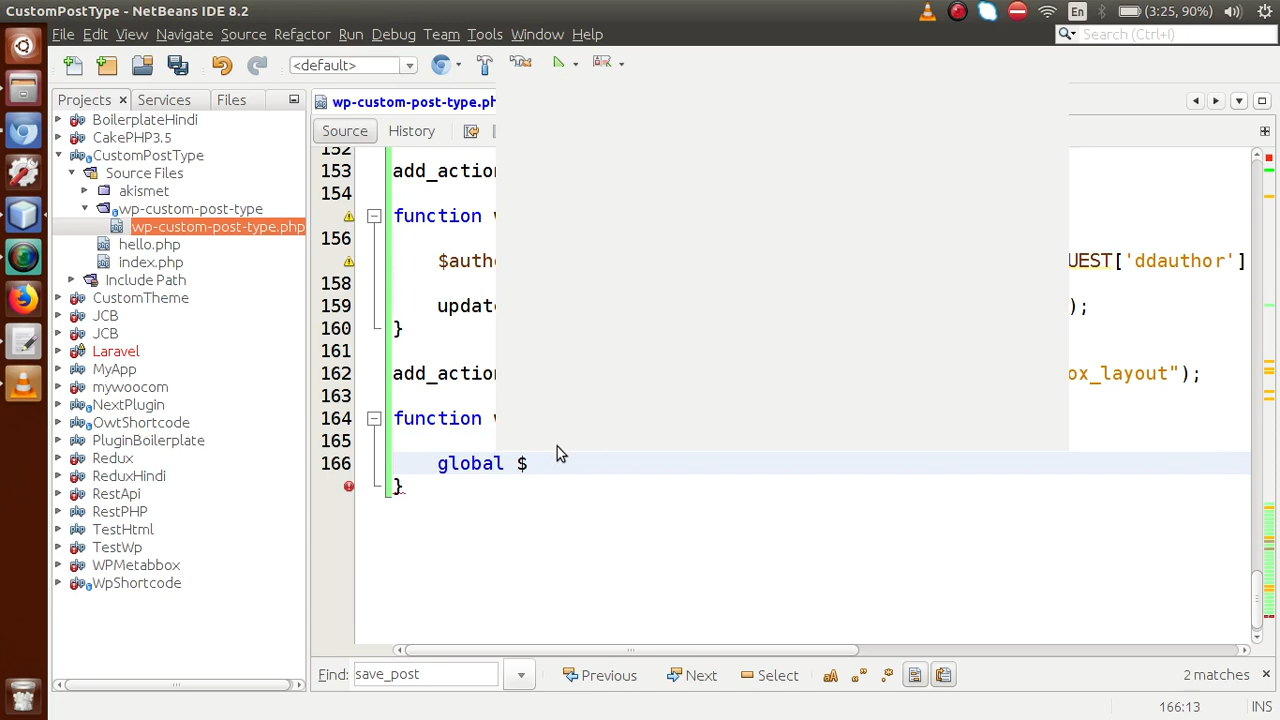 CustomPostType - NetBeans IDE 8.2
En
(3:25, 90%)
File Edit View Navigate Source Refactor Run Debug Team Tools Window Help
Search (Ctrl+I)
<default>
Projects
Services
Files
wp-custom-post-type.ph
Source
History
BoilerplateHindi
CakePHP3.5
CustomPostType
Source Files
akismet
wp-custom-post-type
wp-custom-post-type.php
hello.php
index.php
Include Path
CustomTheme
JCB
JCB
Laravel
MyApp
mywoocom
NextPlugin
OwtShortcode
PluginBoilerplate
Redux
ReduxHindi
RestApi
RestPHP
TestHtml
TestWp
WPMetabbox
WpShortcode
152
153 add_action
154
function
156
$autho UEST['ddauthor']
158
159 update );
160 }
161
162 add_action ox_layout");
163
164 function
165
166 global $
}
Find: save_post
Previous
Next
Select
2 matches
166:13
INS